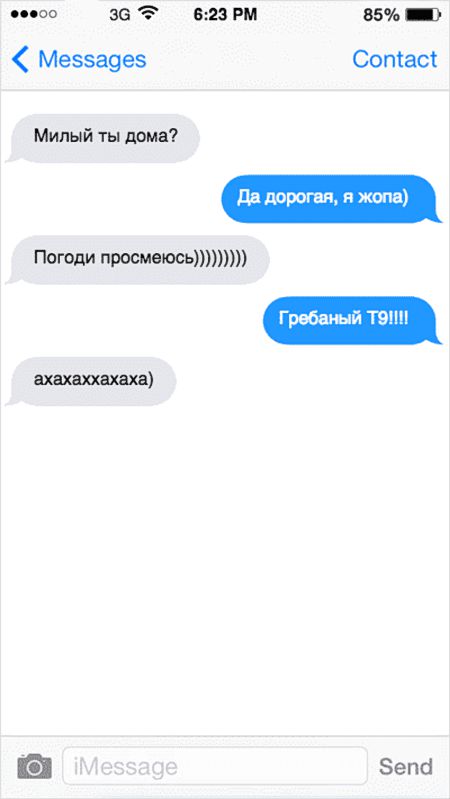 3G 6:23 PM 85%
Messages Contact
Милый ты дома?
Да дорогая, я жопа)
Погоди просмеюсь)))))))))
Гребаный Т9!!!!
ахахаххахаха)
iMessage Send